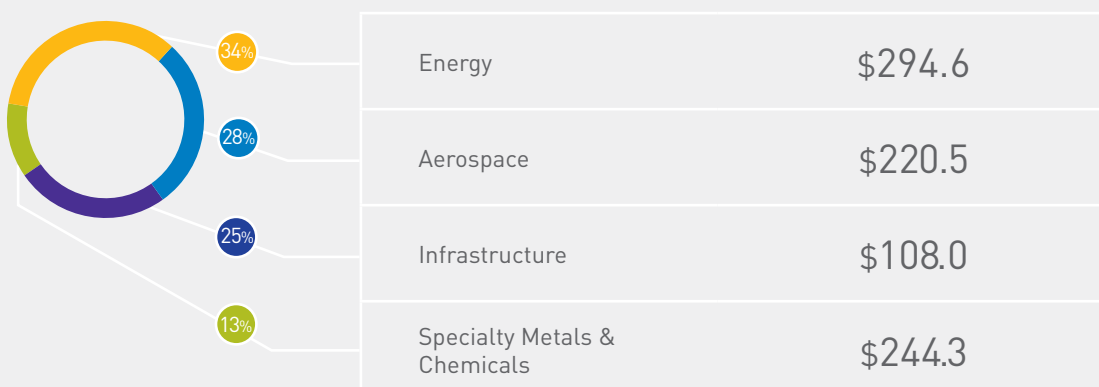 34%
Energy $294.6
28%
Aerospace $220.5
25%
Infrastructure $108.0
13%
Specialty Metals &
Chemicals $244.3